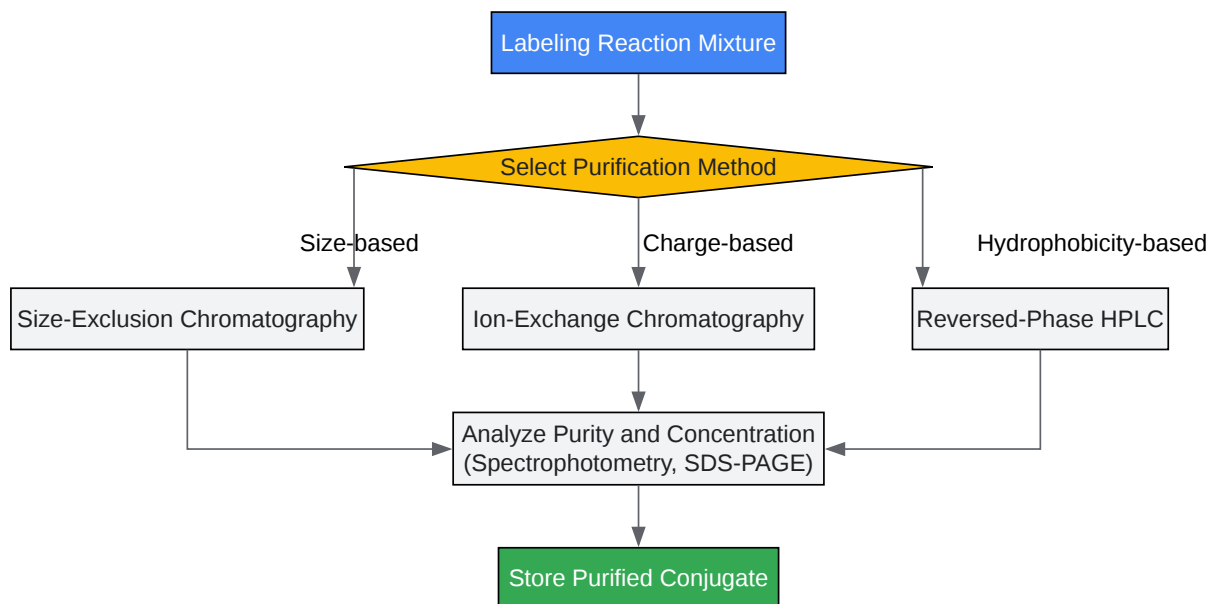 Labeling Reaction Mixture
Select Purification Method
Size-based
Charge-based
Hydrophobicity-based
Size-Exclusion Chromatography
Ion-Exchange Chromatography
Reversed-Phase HPLC
Analyze Purity and Concentration
(Spectrophotometry, SDS-PAGE)
Store Purified Conjugate